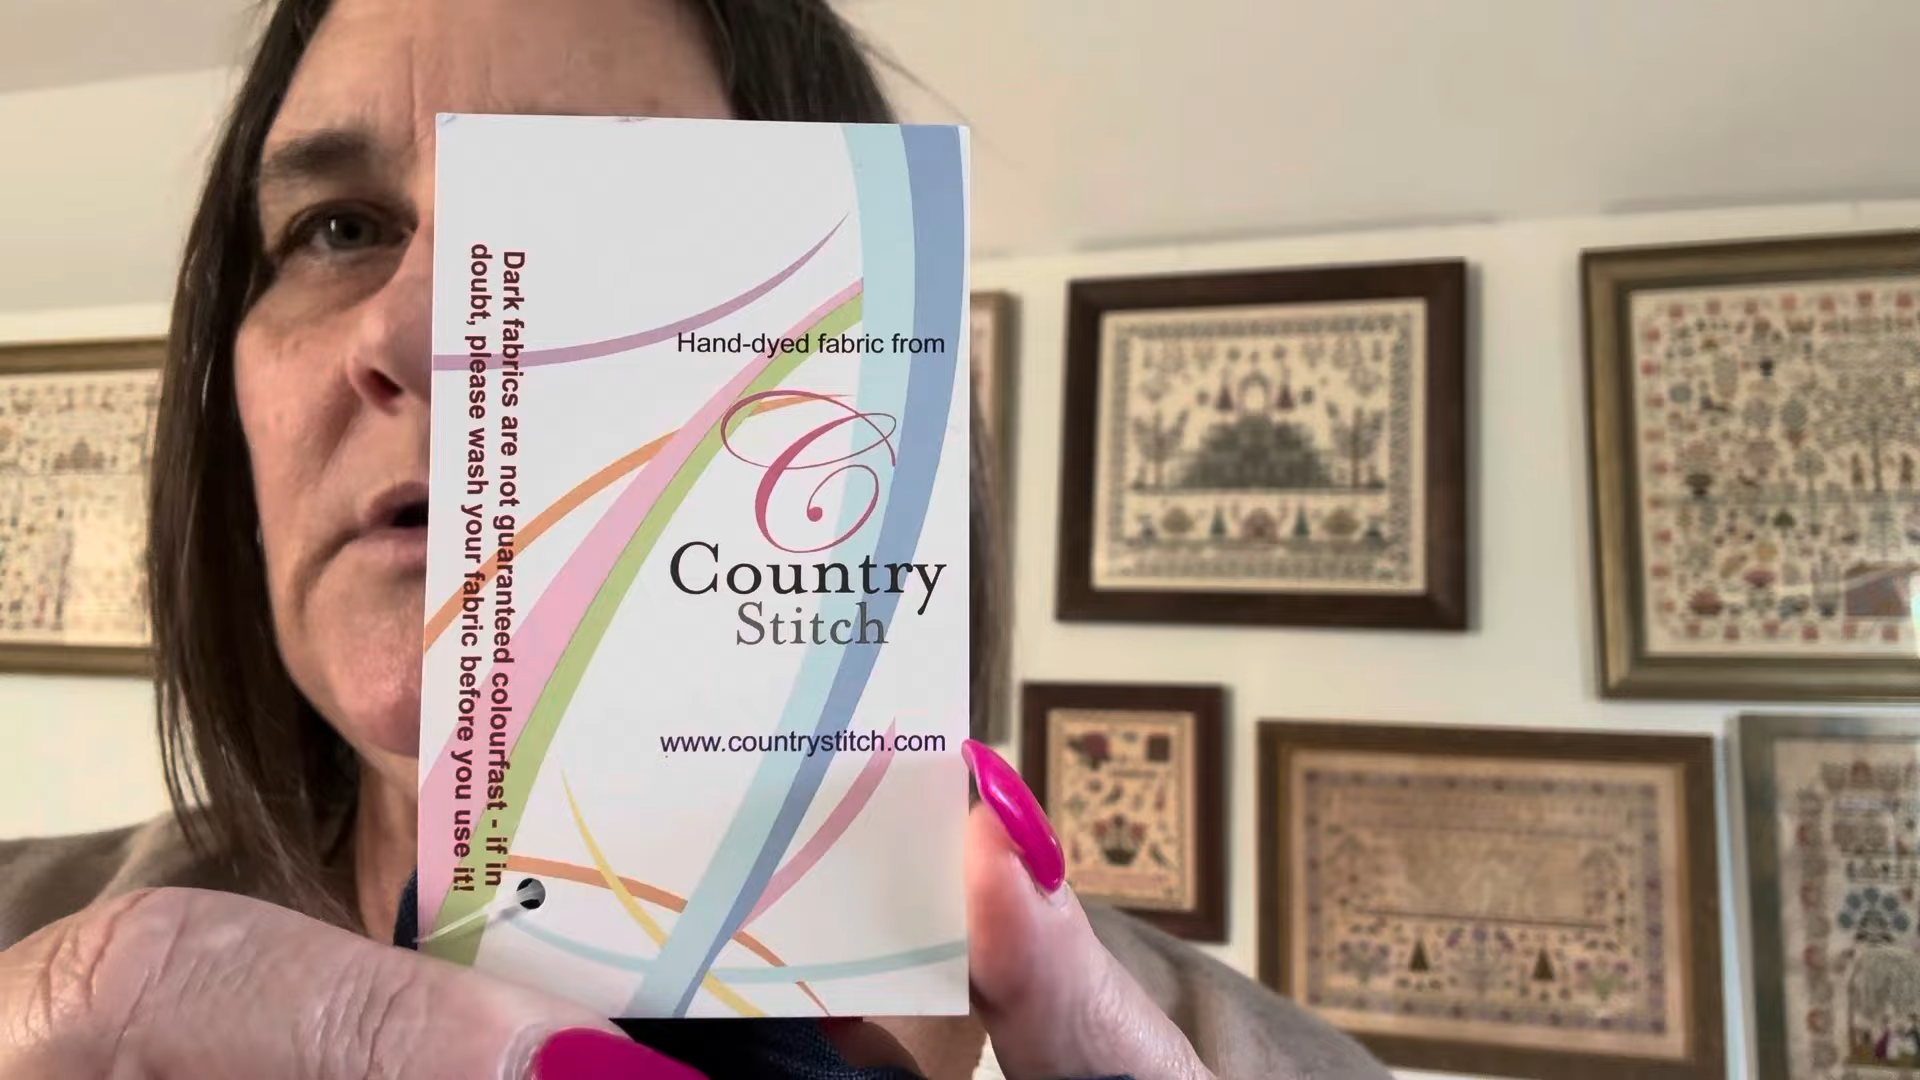 Hand-dyed fabric from
C
Country
Stitch
www.countrystitch.com
Dark fabrics are not guaranteed colourfast - if in
doubt, please wash your fabric before you use it!